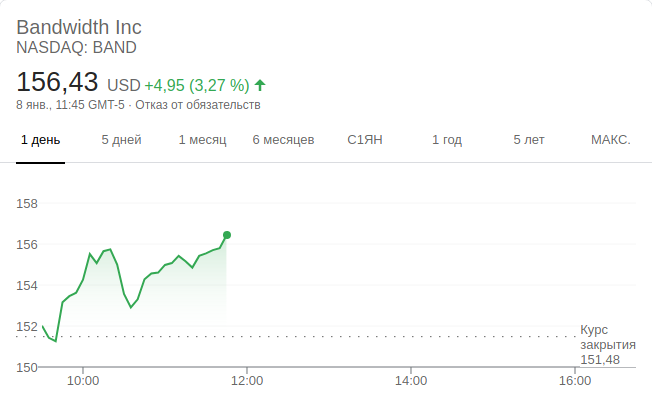 Bandwidth Inc
NASDAQ: BAND
156,43 USD +4,95 (3,27 %)
8 янв., 11:45 GMT-5 · Отказ от обязательств
1 день 5 дней 1 месяц 6 месяцев С1ЯН 1 год 5 лет МАКС.
158
156
154
152
150
Курс
закрытия
151,48
10:00 12:00 14:00 16:00